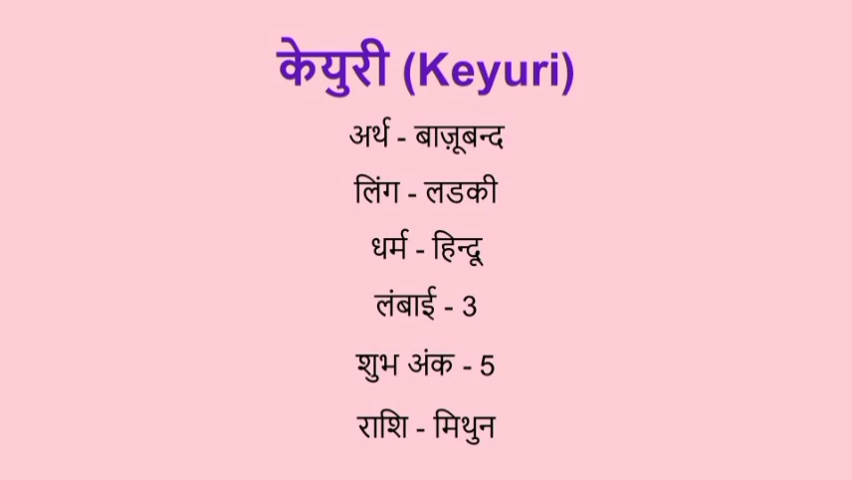 केयुरी (Keyuri)
अर्थ - बाज़ूबन्द
लिंग - लडकी
धर्म - हिन्दू
लंबाई - 3
शुभ अंक - 5
राशि - मिथुन